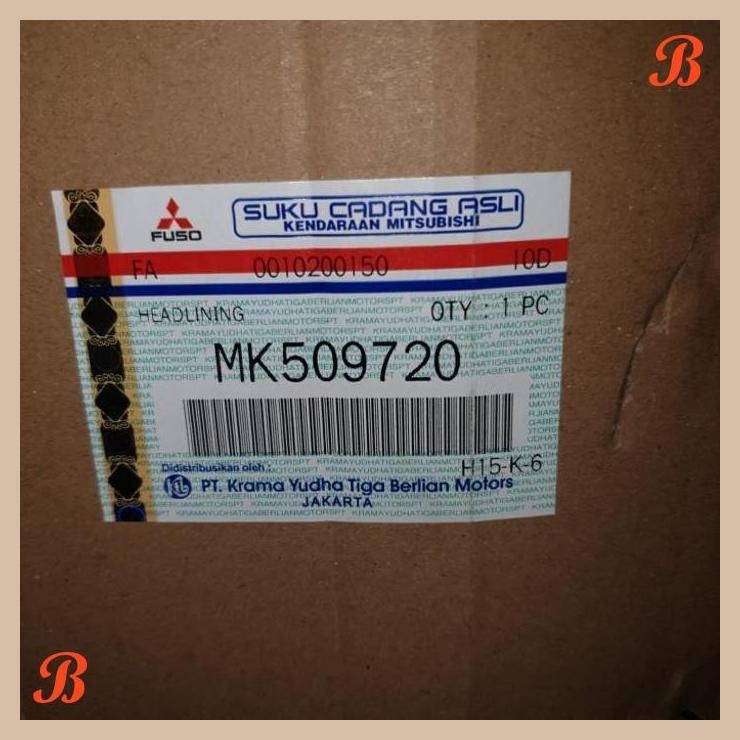 B
FUSO
SUKU CADANG ASLI
KENDARAAN MITSUBISHI
FA 0010200150 10D
HEADLINING QTY : 1 PC
MK509720
H15-K-6
Didistribusikan oleh :
PT. Krama Yudha Tiga Berlian Motors
JAKARTA
B